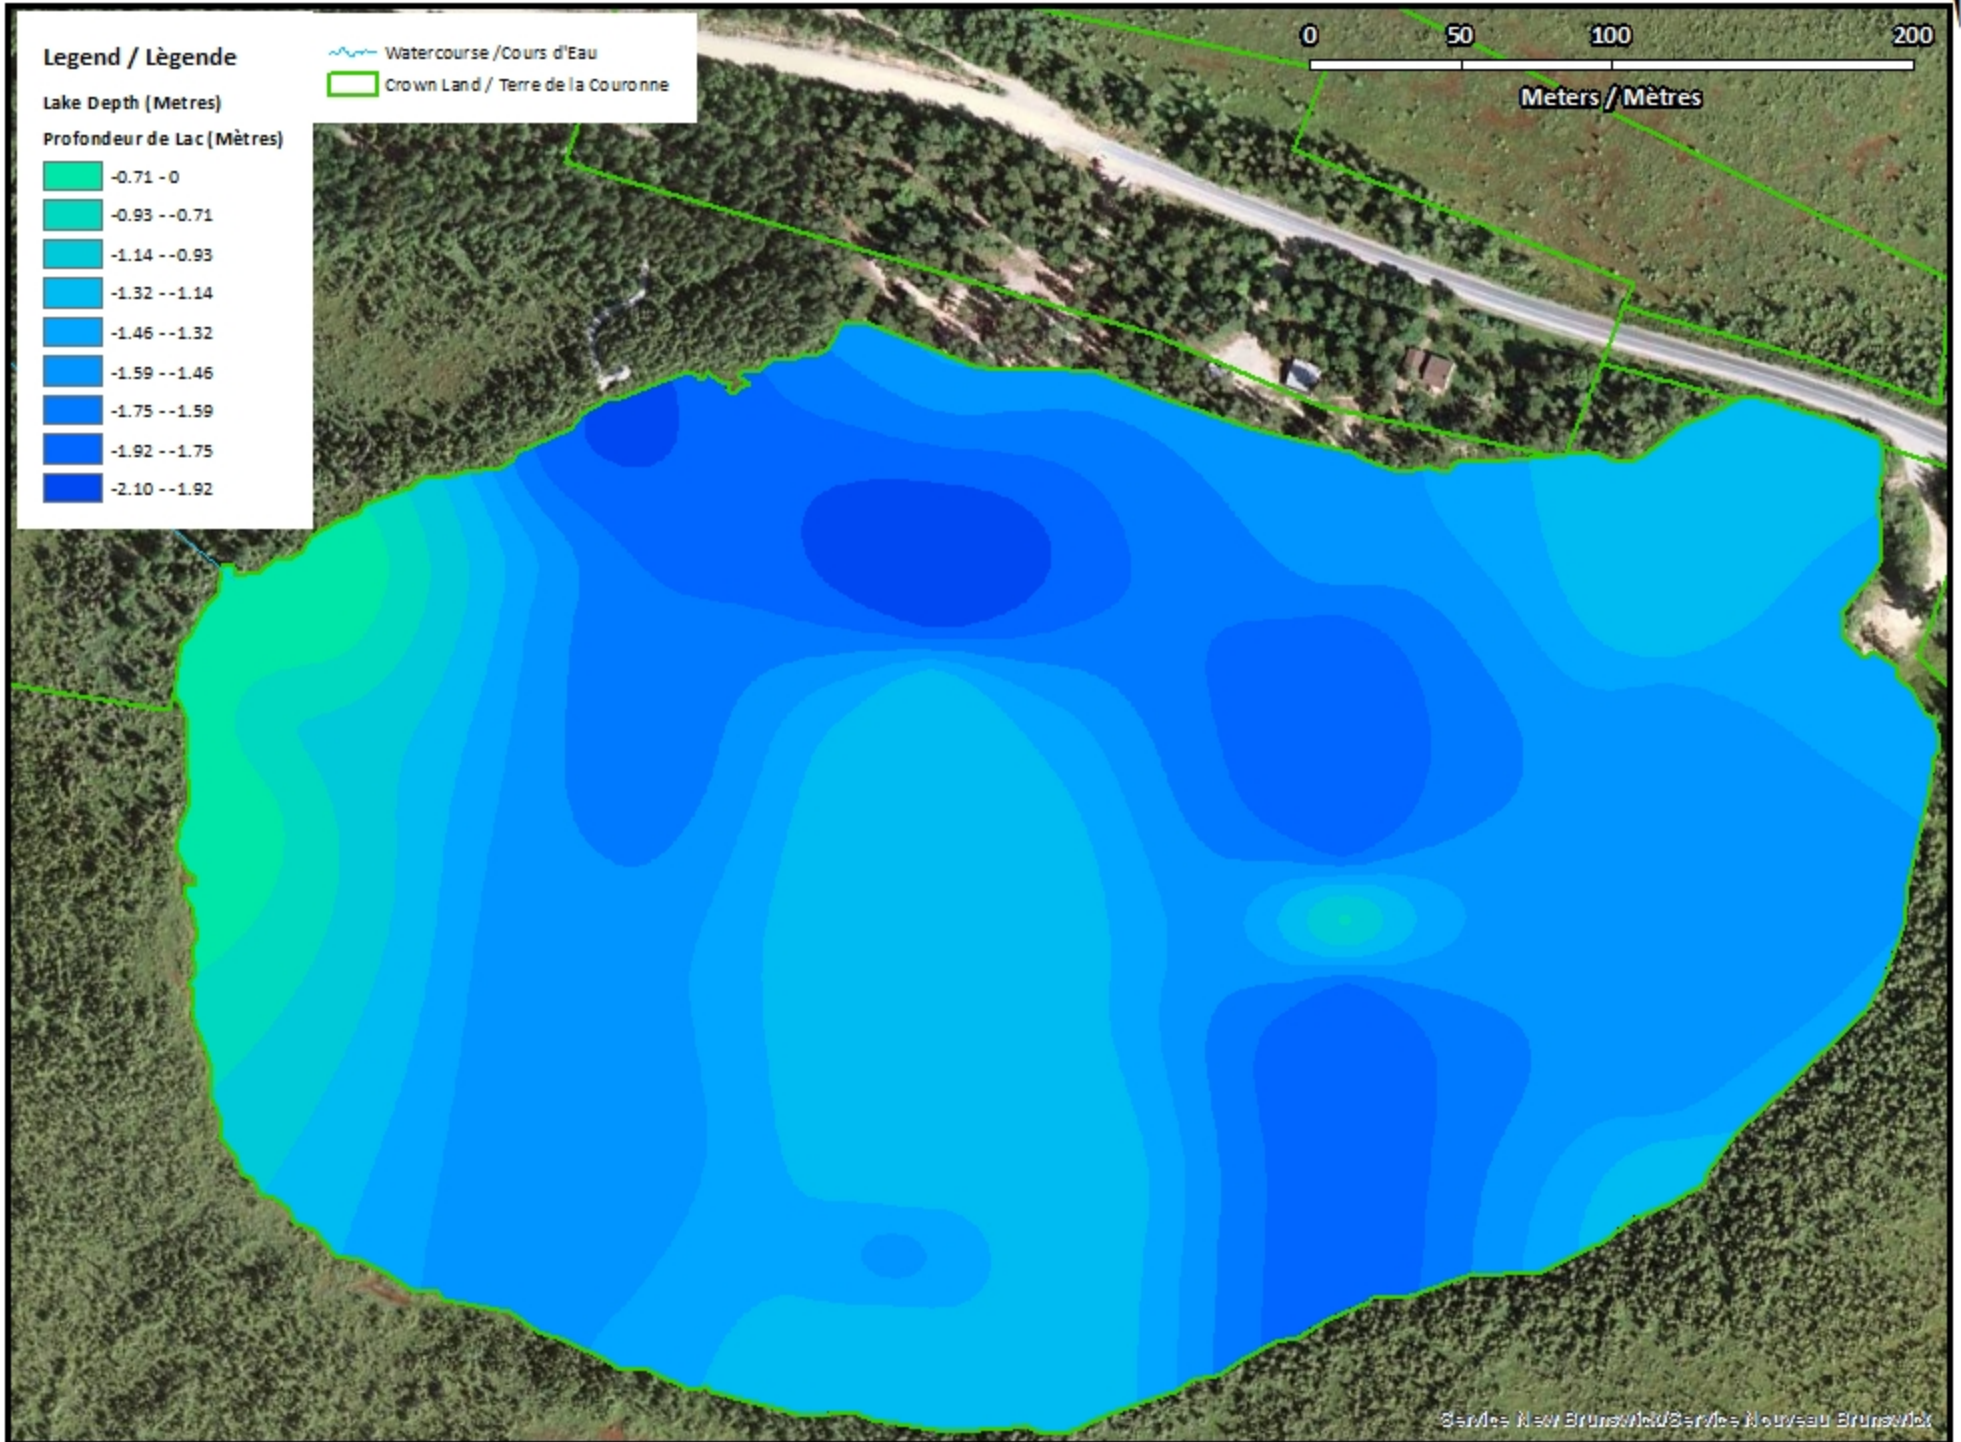 Legend / Lègende
Lake Depth (Metres)
Profondeur de Lac (Mètres)
-0.71 - 0
-0.93 - -0.71
-1.14 - -0.93
-1.32 - -1.14
-1.46 - -1.32
-1.59 - -1.46
-1.75 - -1.59
-1.92 - -1.75
-2.10 - -1.92
Watercourse /Cours d'Eau
Crown Land / Terre de la Couronne
0 50 100 200
Meters / Mètres
Service New Brunswick/Service Nouveau Brunswick